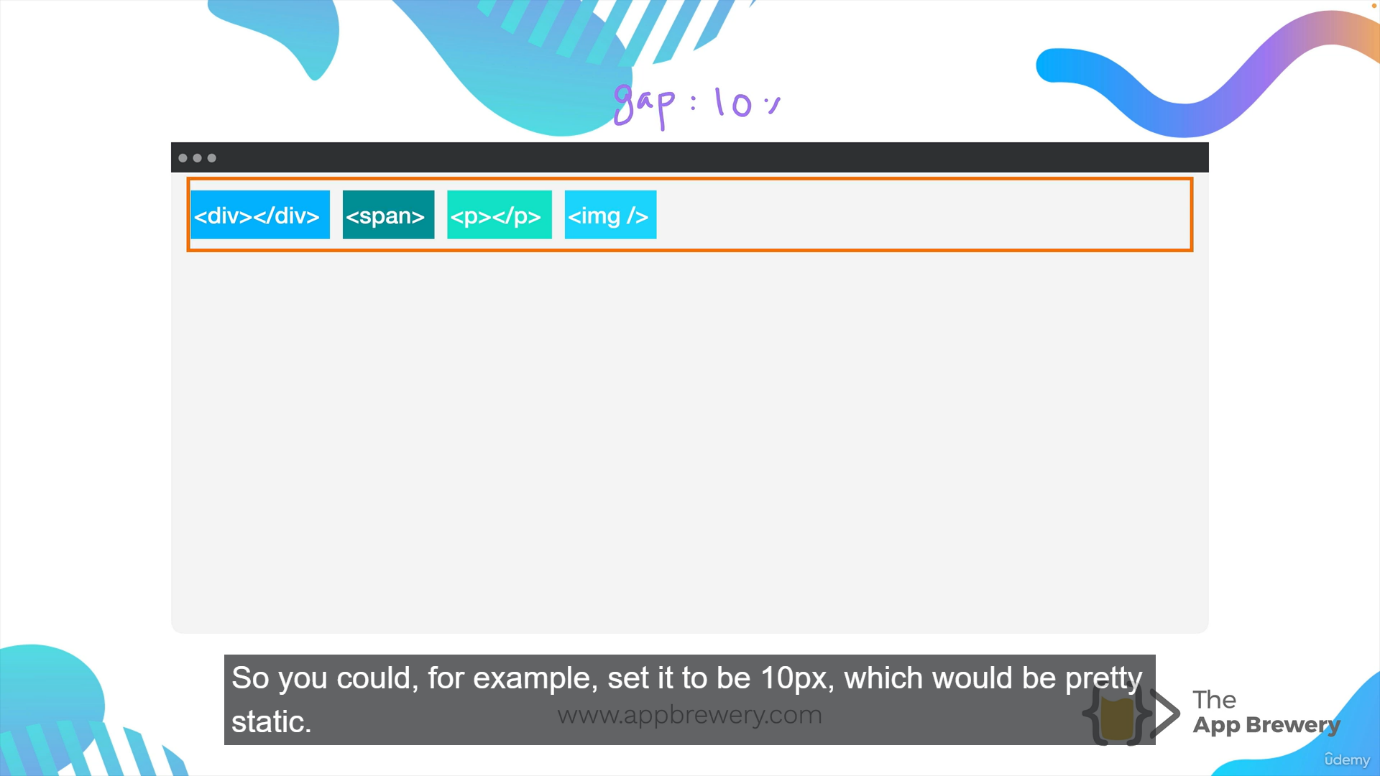 gap: 10
<div></div>
<span>
<p></p>
<img />
So you could, for example, set it to be 10px, which would be pretty
static.
www.appbrewery.com
The
App Brewery
ûdemy